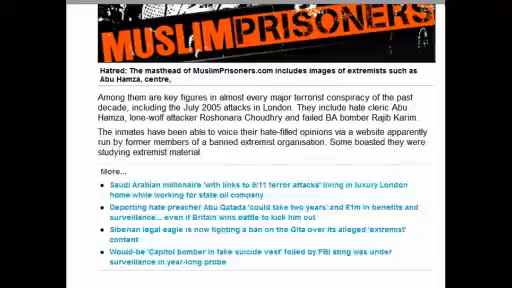 MUSLIMPRISONERS
Hatred: The masthead of MuslimPrisoners.com includes images of extremists such as
Abu Hamza, centre,
Among them are key figures in almost every major terrorist conspiracy of the past
decade, including the July 2005 attacks in London. They include hate cleric Abu
Hamza, lone-wolf attacker Roshonara Choudhry and failed BA bomber Rajib Karim.
The inmates have been able to voice their hate-filled opinions via a website apparently
run by former members of a banned extremist organisation. Some boasted they were
studying extremist material
More...
Saudi Arabian millionaire 'with links to 9/11 terror attacks' living in luxury London
home while working for state oil company
Deporting hate preacher Abu Qatada 'could take two years' and £1m in benefits and
surveillance... even if Britain wins battle to kick him out
Siberian legal eagle is now fighting a ban on the Gita over its alleged 'extremist'
content
Would-be 'Capitol bomber in fake suicide vest' foiled by FBI sting was under
surveillance in year-long probe